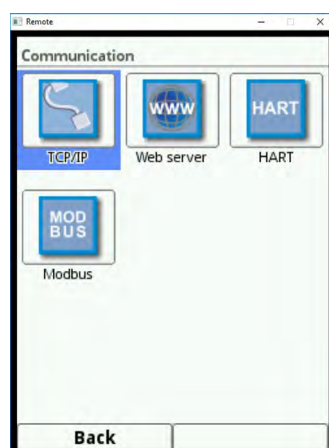 Remote
Communication
WWW
HART
TCP/IP
Web server
HART
MOD
BUS
Modbus
Back